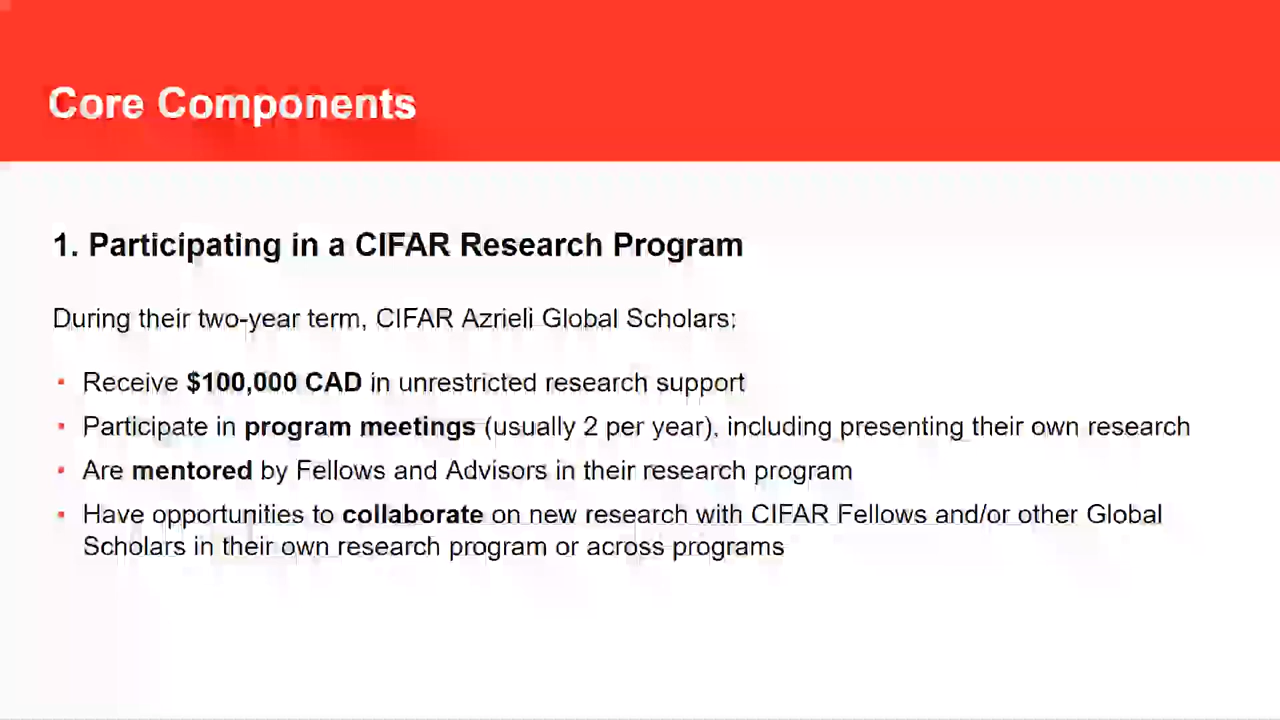 Core Components
1. Participating in a CIFAR Research Program
During their two-year term, CIFAR Azrieli Global Scholars:
▪ Receive $100,000 CAD in unrestricted research support
▪ Participate in program meetings (usually 2 per year), including presenting their own research
▪ Are mentored by Fellows and Advisors in their research program
▪ Have opportunities to collaborate on new research with CIFAR Fellows and/or other Global
Scholars in their own research program or across programs